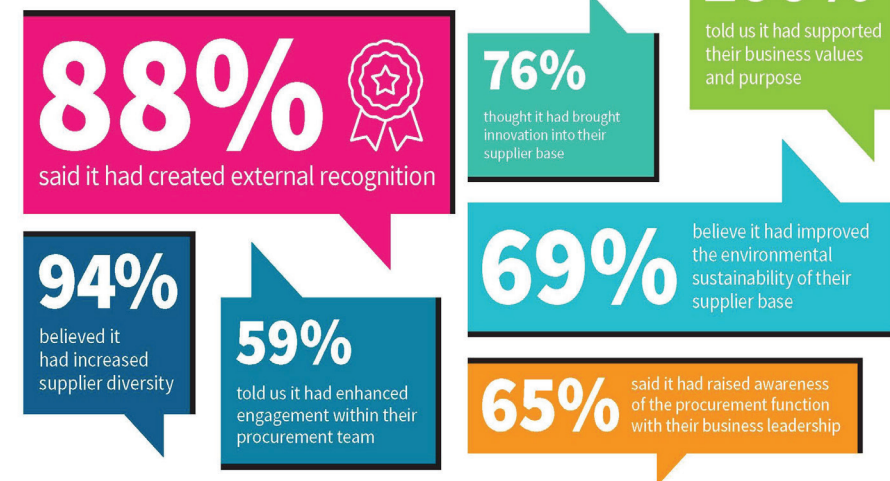 88%
said it had created external recognition
76%
thought it had brought
innovation into their
supplier base
told us it had supported
their business values
and purpose
94%
believed it
had increased
supplier diversity
59%
told us it had enhanced
engagement within their
procurement team
69%
believe it had improved
the environmental
sustainability of their
supplier base
65%
said it had raised awareness
of the procurement function
with their business leadership